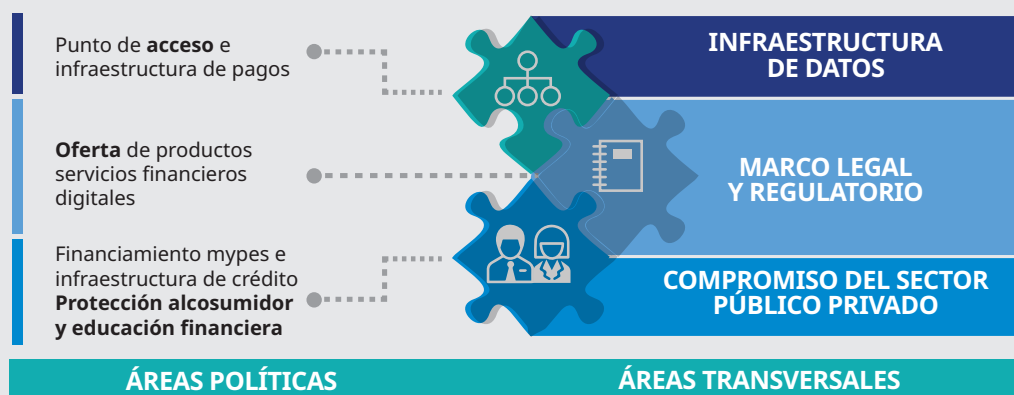 Punto de acceso e
infraestructura de pagos
INFRAESTRUCTURA
DE DATOS
Oferta de productos
servicios financieros
digitales
MARCO LEGAL
Y REGULATORIO
Financiamiento mypes e
infraestructura de crédito
Protección alcosumidor
y educación financiera
COMPROMISO DEL SECTOR
PÚBLICO PRIVADO
ÁREAS POLÍTICAS
ÁREAS TRANSVERSALES